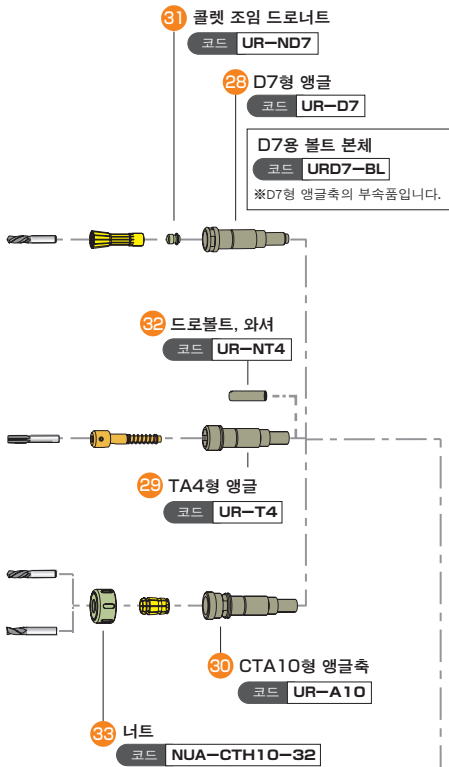 31 콜렛 조임 드로너트
코드 UR-ND7
28 D7형 앵글
코드 UR-D7
D7용 볼트 본체
코드 URD7-BL
※D7형 앵글축의 부속품입니다.
32 드로볼트, 와셔
코드 UR-NT4
29 TA4형 앵글
코드 UR-T4
30 CTA10형 앵글축
코드 UR-A10
33 너트
코드 NUA-CTH10-32